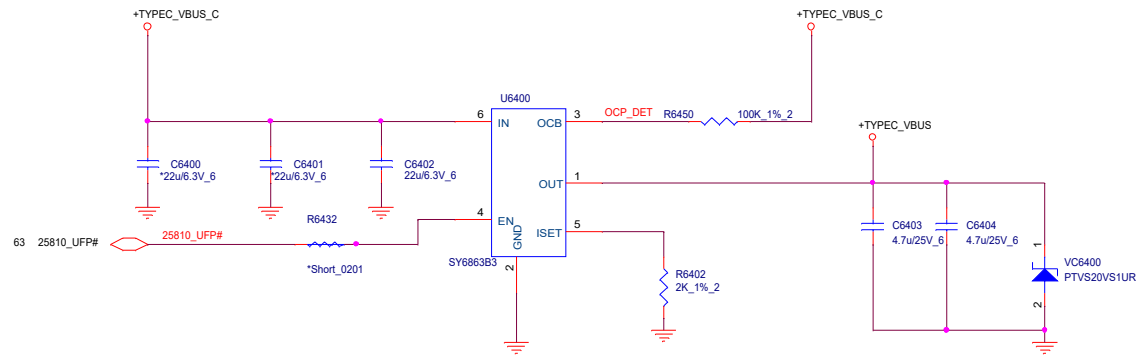 +TYPEC_VBUS_C
+TYPEC_VBUS_C
U6400
6 IN
OCB 3
OCP_DET
R6450
100K_1%_2
+TYPEC_VBUS
C6400
*22u/6.3V_6
C6401
*22u/6.3V_6
C6402
22u/6.3V_6
OUT 1
4 EN
ISET 5
GND
2
SY6863B3
R6432
*Short_0201
63 25810_UFP#
25810_UFP#
R6402
2K_1%_2
C6403
4.7u/25V_6
C6404
4.7u/25V_6
1
VC6400
PTVS20VS1UR
2